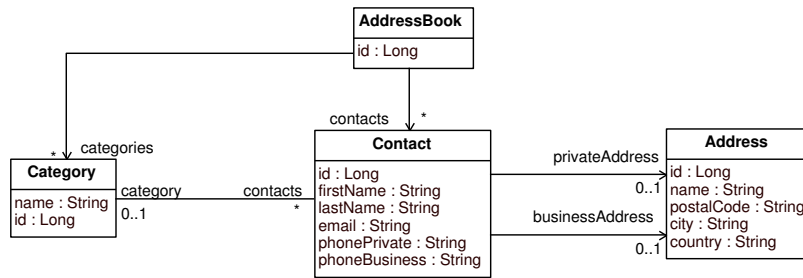 AddressBook
id : Long
contacts
*
*
categories
Category
name : String
id : Long
category
0..1
contacts
*
Contact
id : Long
firstName : String
lastName : String
email : String
phonePrivate : String
phoneBusiness : String
privateAddress
0..1
businessAddress
0..1
Address
id : Long
name : String
postalCode : String
city : String
country : String